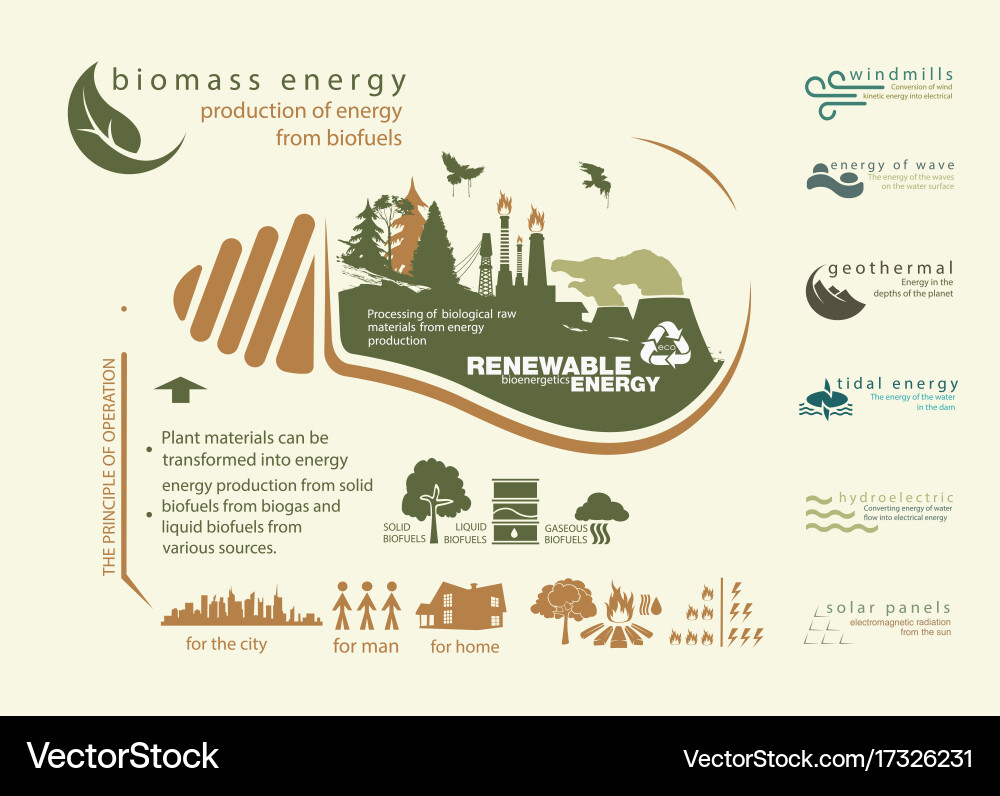 biomass energy
production of energy
from biofuels
Processing of biological raw
materials from energy
production
RENEWABLE
bioenergetics ENERGY
eco
THE PRINCIPLE OF OPERATION
Plant materials can be
transformed into energy
energy production from solid
biofuels from biogas and
liquid biofuels from
various sources.
SOLID
BIOFUELS
LIQUID
BIOFUELS
GASEOUS
BIOFUELS
for the city
for man
for home
windmills
Conversion of wind
kinetic energy into electrical
energy of wave
The energy of the waves
on the water surface
geothermal
Energy in the
depths of the planet
tidal energy
The energy of the water
in the dam
hydroelectric
Converting energy of water
flow into electrical energy
solar panels
electromagnetic radiation
from the sun
VectorStock
VectorStock.com/17326231